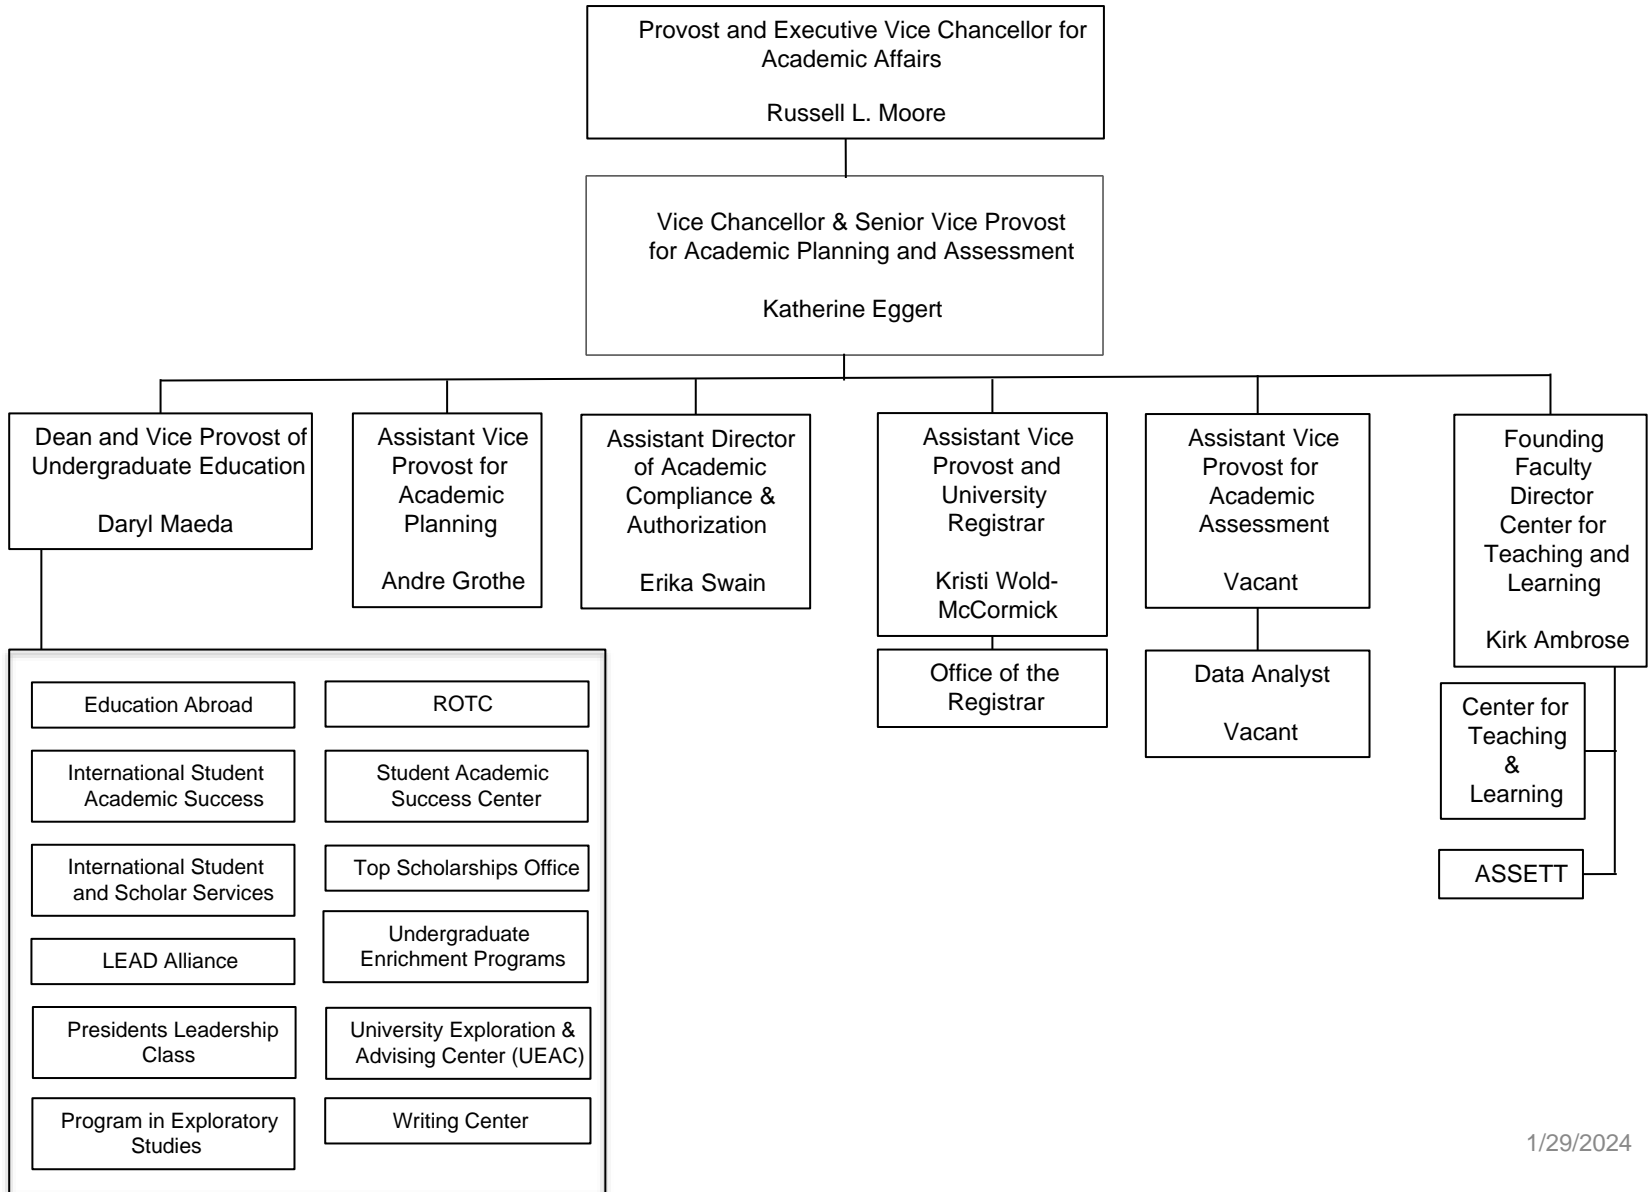 Provost and Executive Vice Chancellor for
Academic Affairs
Russell L. Moore
Vice Chancellor & Senior Vice Provost
for Academic Planning and Assessment
Katherine Eggert
Dean and Vice Provost of
Undergraduate Education
Daryl Maeda
Assistant Vice
Provost for
Academic
Planning
Andre Grothe
Assistant Director
of Academic
Compliance &
Authorization
Erika Swain
Assistant Vice
Provost and
University
Registrar
Kristi Wold-
McCormick
Assistant Vice
Provost for
Academic
Assessment
Vacant
Founding
Faculty
Director
Center for
Teaching and
Learning
Kirk Ambrose
Education Abroad
International Student
Academic Success
International Student
and Scholar Services
LEAD Alliance
Presidents Leadership
Class
Program in Exploratory
Studies
ROTC
Student Academic
Success Center
Top Scholarships Office
Undergraduate
Enrichment Programs
University Exploration &
Advising Center (UEAC)
Writing Center
Office of the
Registrar
Data Analyst
Vacant
Center for
Teaching
&
Learning
ASSETT
1/29/2024